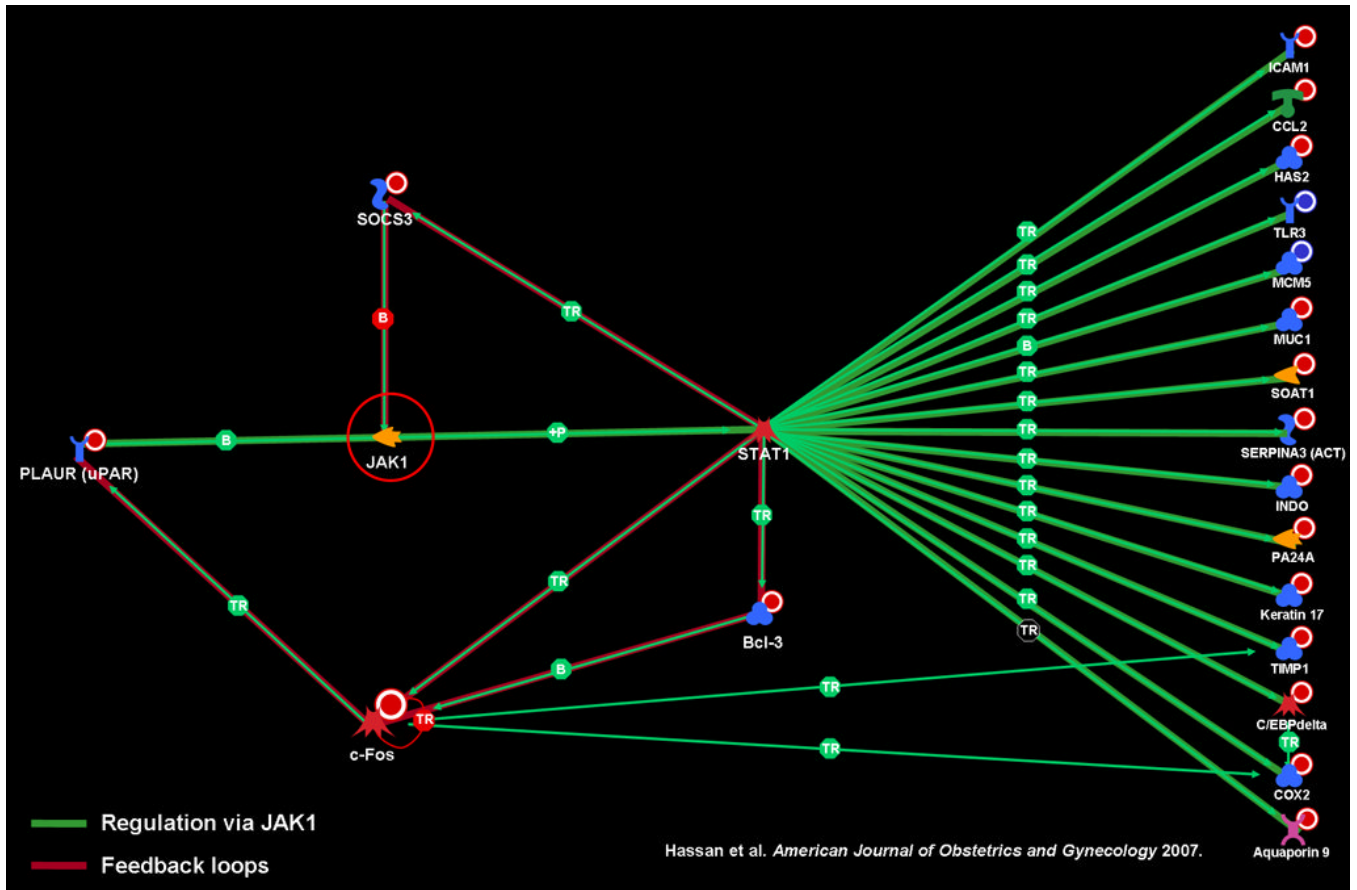 ICAM1
CCL2
HAS2
TLR3
MCM5
MUC1
SOAT1
SERPINA3 (ACT)
INDO
PA24A
Keratin 17
TIMP1
C/EBPdelta
TR
COX2
Aquaporin 9
TR
TR
TR
TR
B
TR
TR
TR
TR
TR
TR
TR
TR
TR
TR
SOCS3
TR
B
B
+P
JAK1
STAT1
PLAUR (uPAR)
TR
TR
TR
Bcl-3
B
TR
TR
TR
c-Fos
Regulation via JAK1
Feedback loops
Hassan et al. American Journal of Obstetrics and Gynecology 2007.